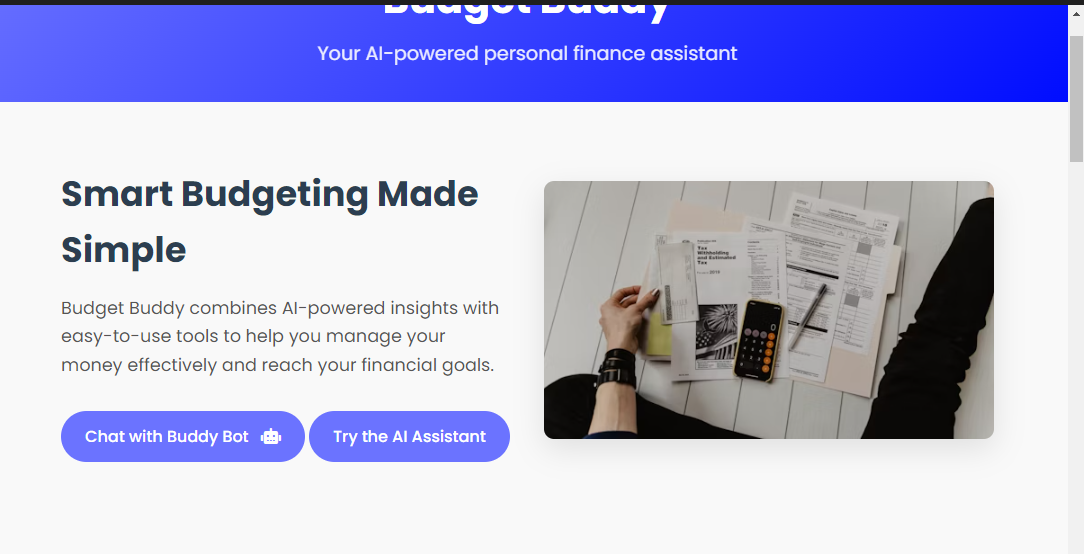 Budget Buddy
Your AI-powered personal finance assistant
Smart Budgeting Made
Simple
Budget Buddy combines AI-powered insights with
easy-to-use tools to help you manage your
money effectively and reach your financial goals.
Chat with Buddy Bot
Try the AI Assistant
Tax
Withholding
and Estimated
Tax